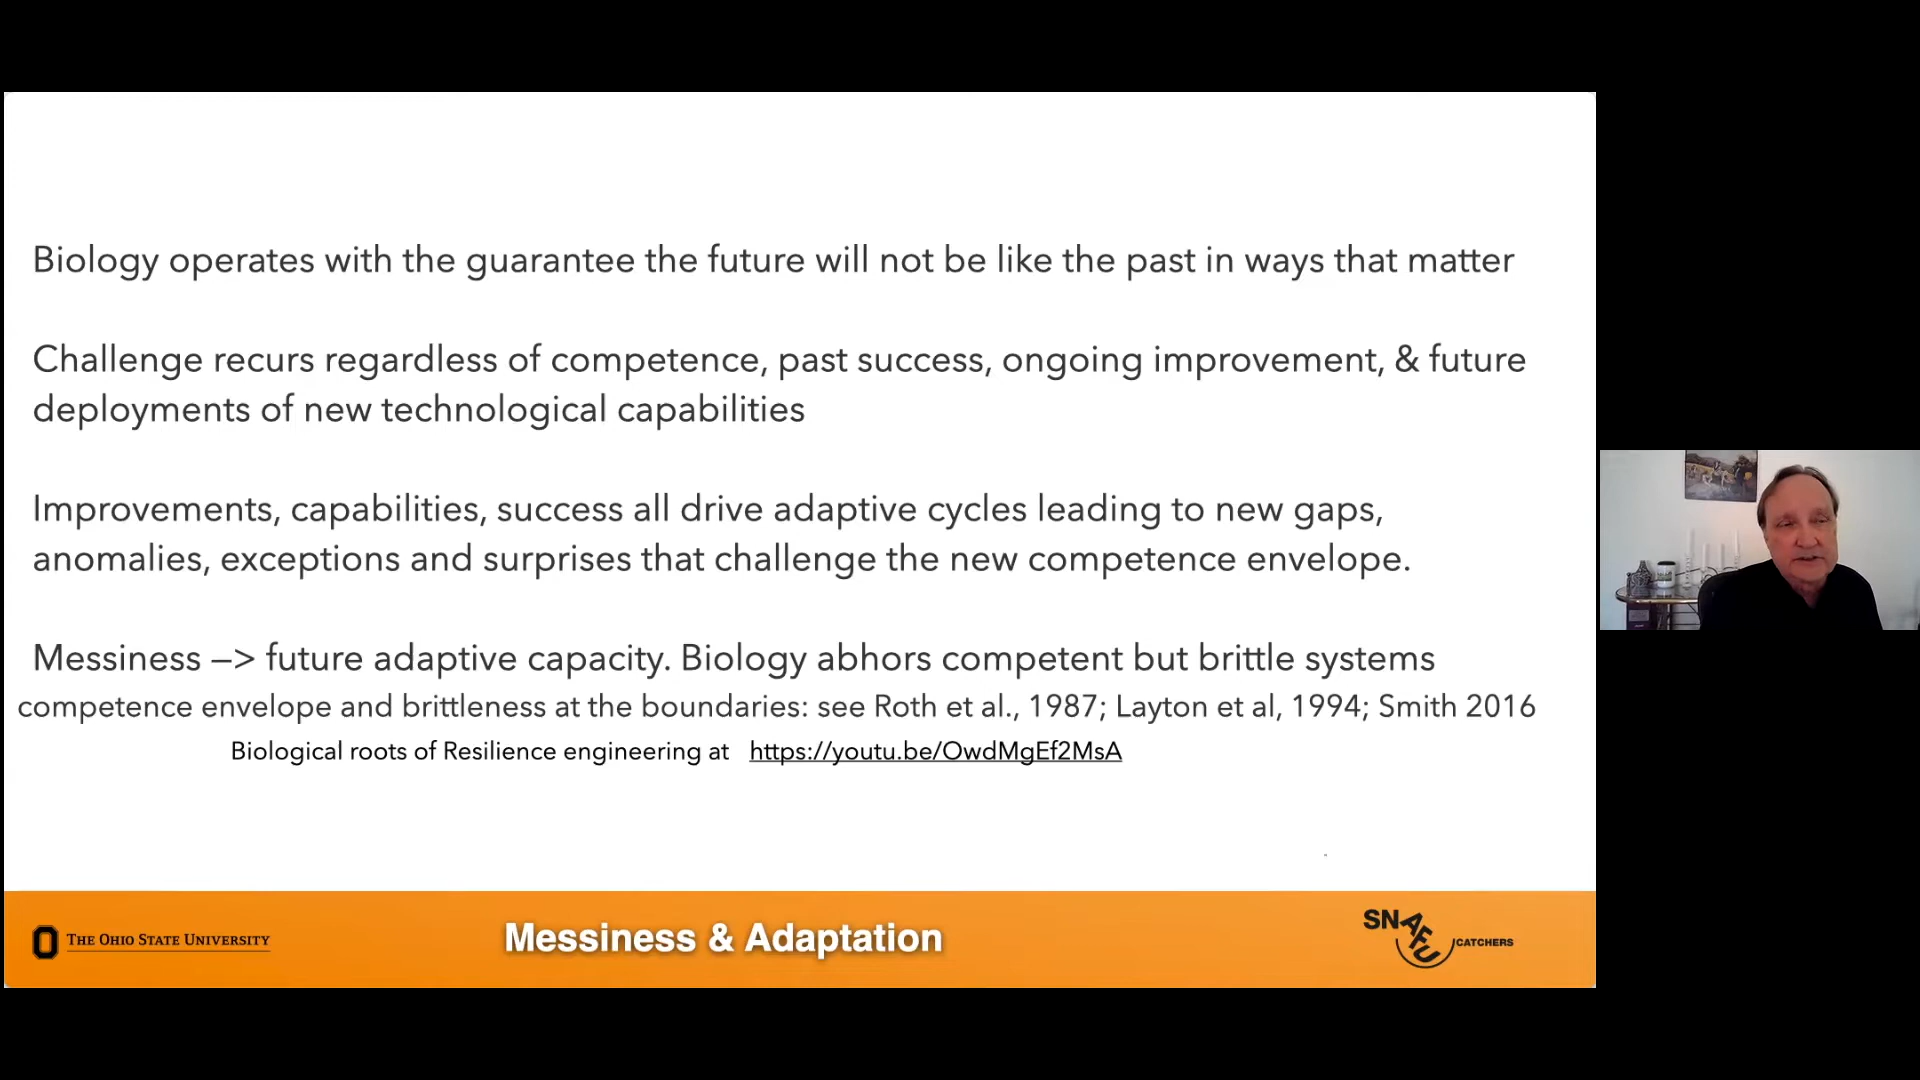 Biology operates with the guarantee the future will not be like the past in ways that matter
Challenge recurs regardless of competence, past success, ongoing improvement, & future
deployments of new technological capabilities
Improvements, capabilities, success all drive adaptive cycles leading to new gaps,
anomalies, exceptions and surprises that challenge the new competence envelope.
Messiness —> future adaptive capacity. Biology abhors competent but brittle systems
competence envelope and brittleness at the boundaries: see Roth et al., 1987; Layton et al, 1994; Smith 2016
Biological roots of Resilience engineering at https://youtu.be/OwdMgEf2MsA
THE OHIO STATE UNIVERSITY
Messiness & Adaptation
SNAFU CATCHERS